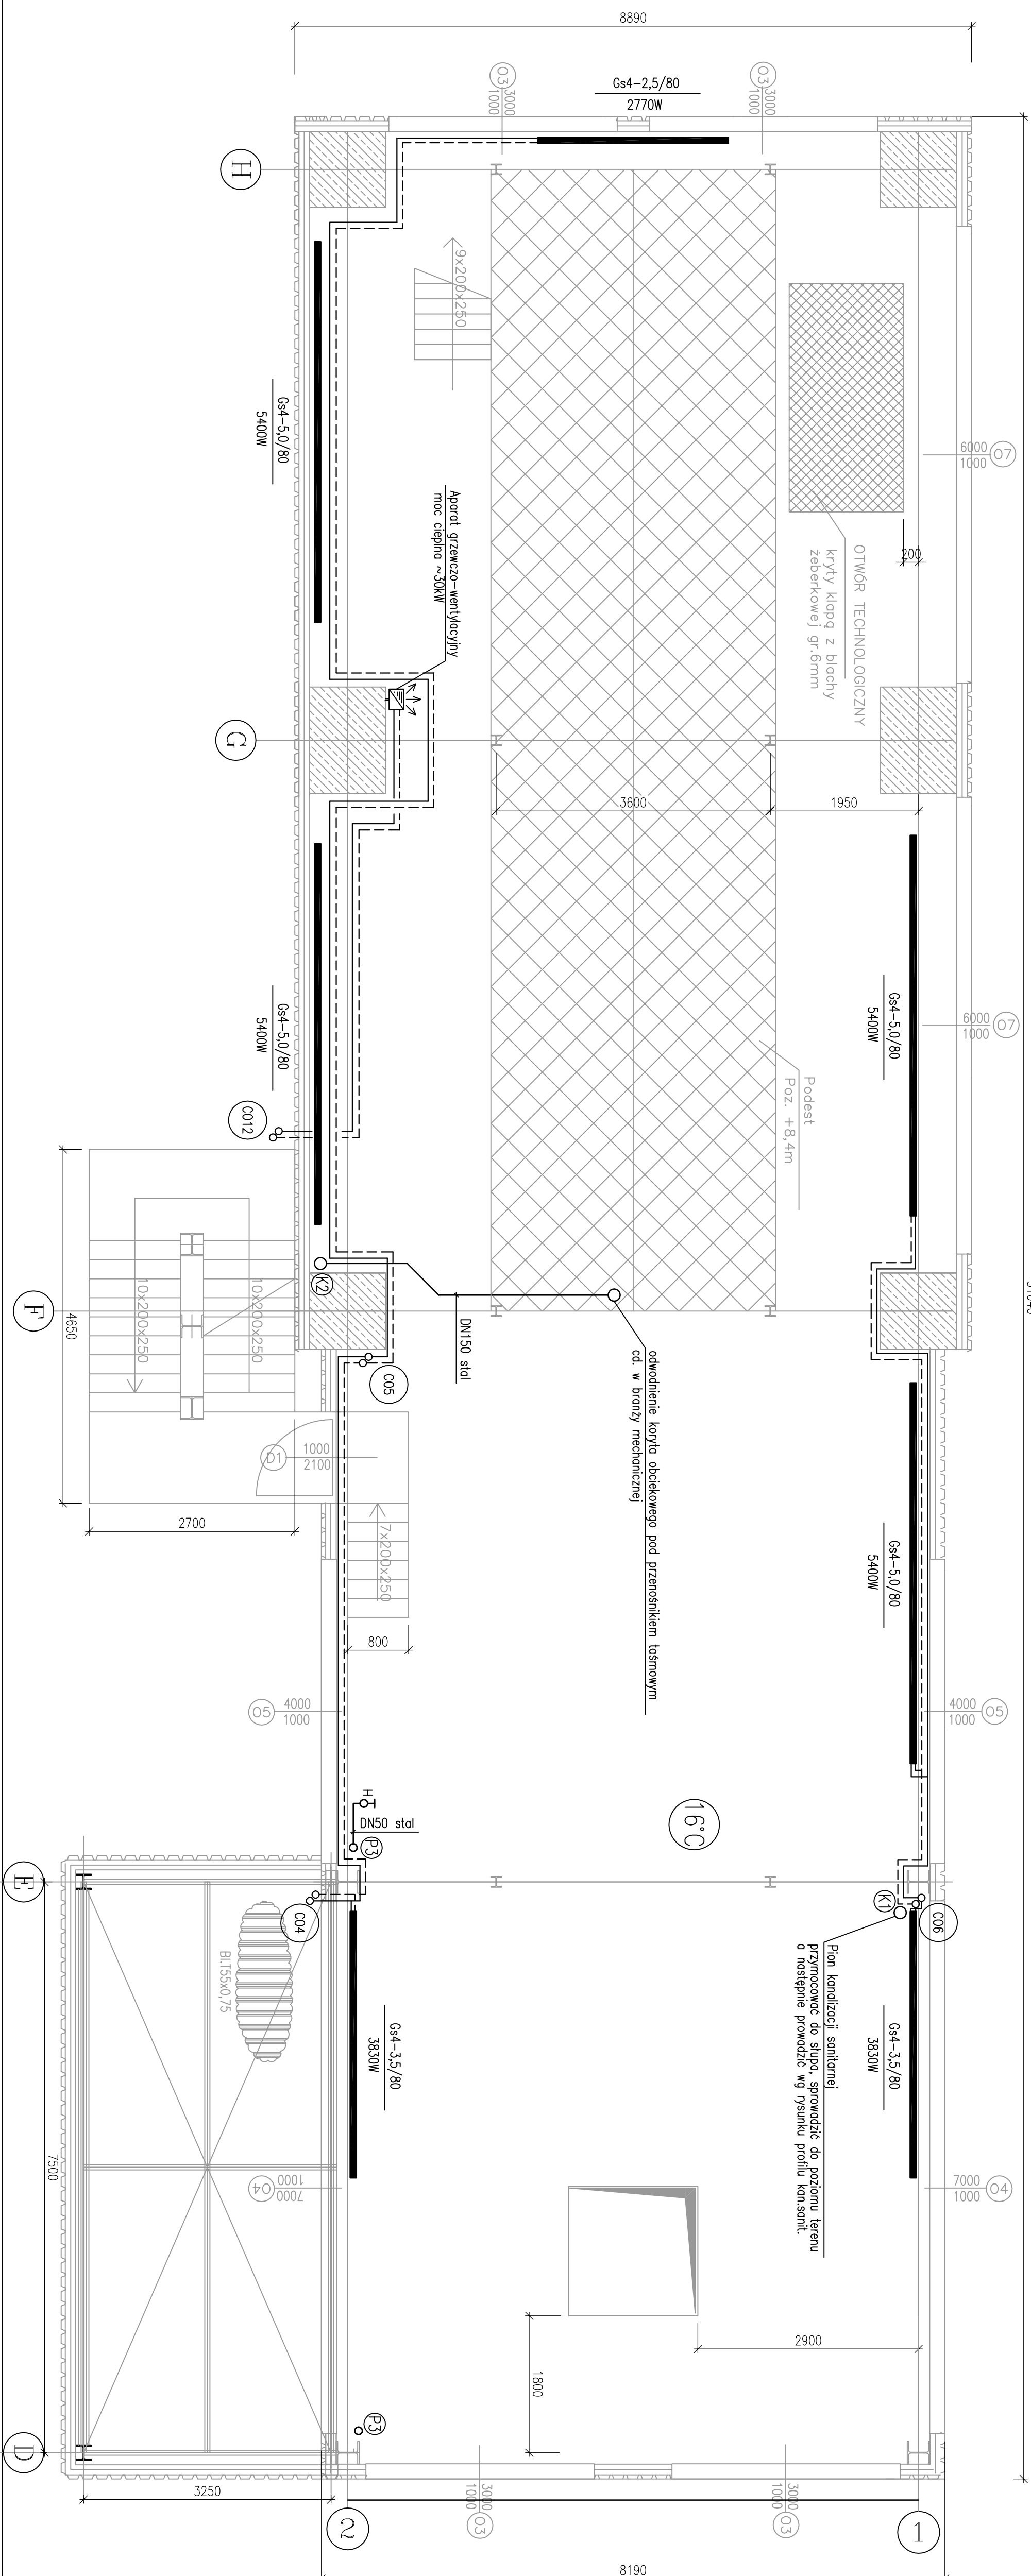 8890
Gs4-2,5/80
2770W
O3
3000
1000
O3
3000
1000
H
9x200x250
Gs4-5,0/80
5400W
6000
1000
O7
200
OTWÓR TECHNOLOGICZNY
kryty klapą z blachy
żeberkowej gr.6mm
Aparat grzewczo-wentylacyjny
moc cieplna ~30kW
G
3600
1950
Gs4-5,0/80
5400W
Gs4-5,0/80
5400W
6000
1000
O7
Podest
Poz. +8,4m
CO12
K2
F
4650
10x200x250
10x200x250
DN150 stal
CO5
odwodnienie koryta obciekowego pod przenośnikiem taśmowym
cd. w branży mechanicznej
D1
1000
2100
2700
7x200x250
800
Gs4-5,0/80
5400W
O5
4000
1000
4000
1000
O5
16°C
H
DN50 stal
P3
E
CO4
K1
CO6
Pion kanalizacji sanitarnej
przymocować do słupa, sprowadzić do poziomu terenu
a następnie prowadzić wg rysunku profilu kan.sanit.
Bl.T55x0,75
Gs4-3,5/80
3830W
Gs4-3,5/80
3830W
7500
O4
7000
1000
7000
1000
O4
2900
1800
P3
D
3250
2
3000
1000
O3
3000
1000
O3
1
8190